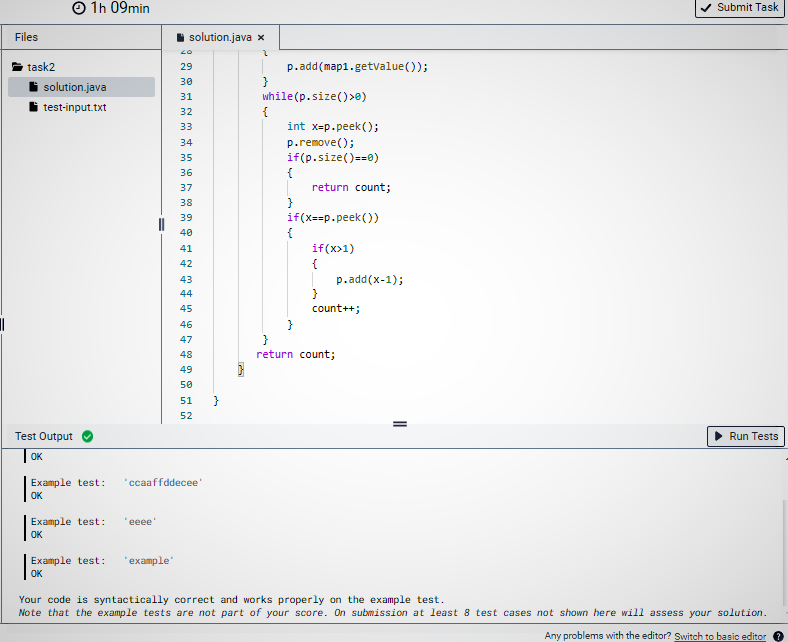 1h 09min
Submit Task
Files
solution.java ×
task2
solution.java
test-input.txt
28 {
29 p.add(map1.getValue());
30 }
31 while(p.size()>0)
32 {
33 int x=p.peek();
34 p.remove();
35 if(p.size()==0)
36 {
37 return count;
38 }
39 if(x==p.peek())
40 {
41 if(x>1)
42 {
43 p.add(x-1);
44 }
45 count++;
46 }
47 }
48 return count;
49 }
50
51 }
52
Test Output
Run Tests
OK
Example test: 'ccaaffddecee'
OK
Example test: 'eeee'
OK
Example test: 'example'
OK
Your code is syntactically correct and works properly on the example test.
Note that the example tests are not part of your score. On submission at least 8 test cases not shown here will assess your solution.
Any problems with the editor? Switch to basic editor ?